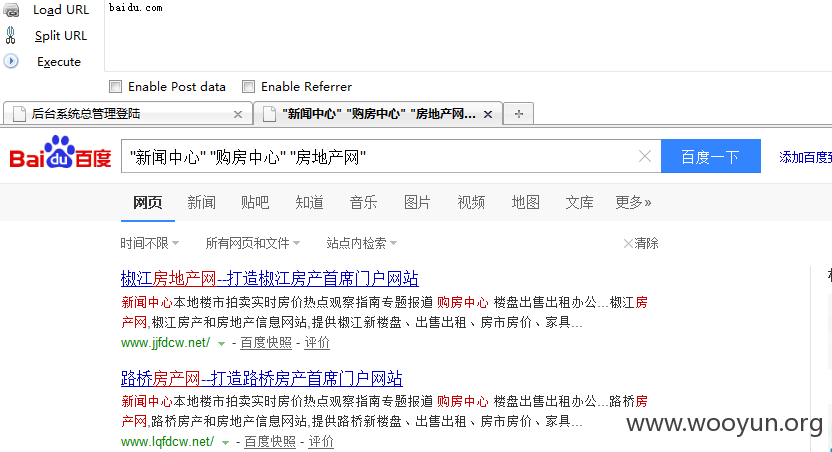 Load URL
baidu.com
Split URL
Execute
Enable Post data Enable Referrer
后台系统总管理登陆 "新闻中心" "购房中心" "房地产网...
Bai du 百度 "新闻中心" "购房中心" "房地产网" 百度一下 添加百度到
网页 新闻 贴吧 知道 音乐 图片 视频 地图 文库 更多»
时间不限 所有网页和文件 站点内检索 清除
椒江房地产网--打造椒江房产首席门户网站
新闻中心本地楼市拍卖实时房价热点观察指南专题报道 购房中心 楼盘出售出租办公...椒江房
产网,椒江房产和房地产信息网站,提供椒江新楼盘、出售出租、房市房价、家具...
www.jjfdcw.net/ - 百度快照 - 评价
路桥房产网--打造路桥房产首席门户网站
新闻中心本地楼市拍卖实时房价热点观察指南专题报道 购房中心 楼盘出售出租办公...路桥房
产网,路桥房产和房地产信息网站,提供路桥新楼盘、出售出租、房市房价、家具...
www.lqfdcw.net/ - 百度快照 - 评价
www.wooyun.org